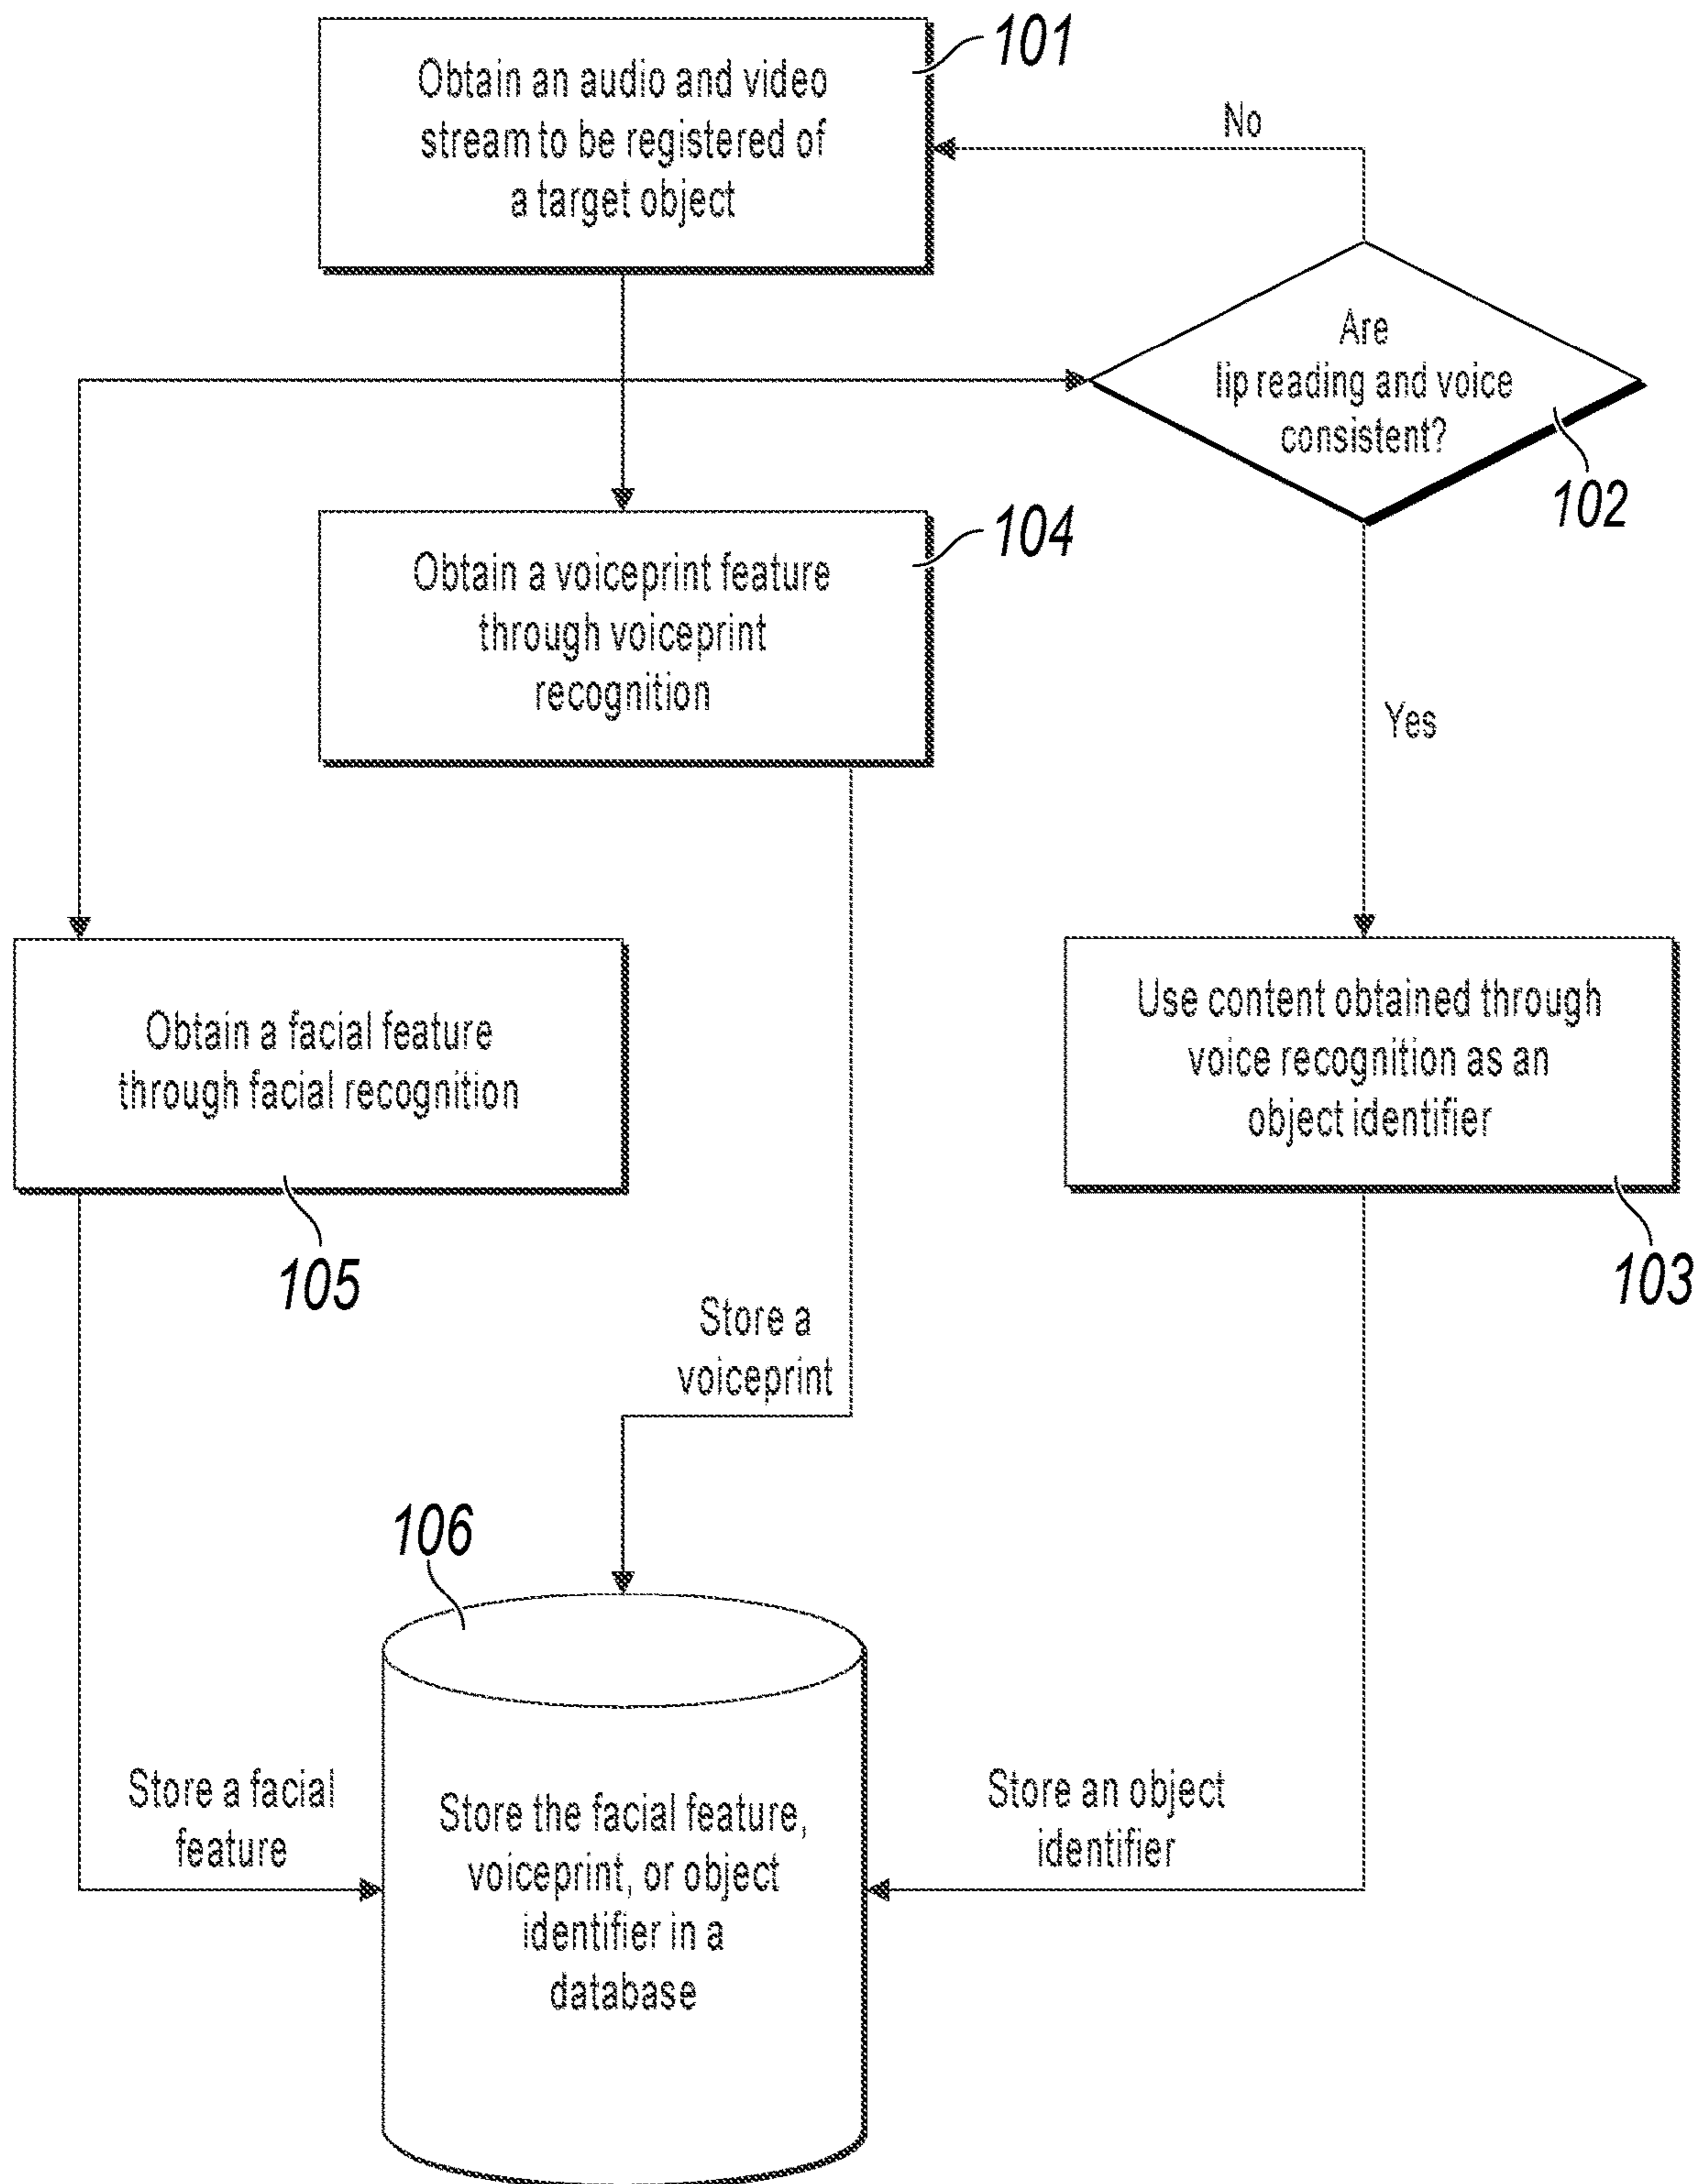 101
Obtain an audio and video
stream to be registered of
a target object
No
Are
lip reading and voice
consistent?
102
104
Obtain a voiceprint feature
through voiceprint
recognition
Yes
Obtain a facial feature
through facial recognition
105
Use content obtained through
voice recognition as an
object identifier
103
Store a
voiceprint
106
Store a facial
feature
Store the facial feature,
voiceprint, or object
identifier in a
database
Store an object
identifier